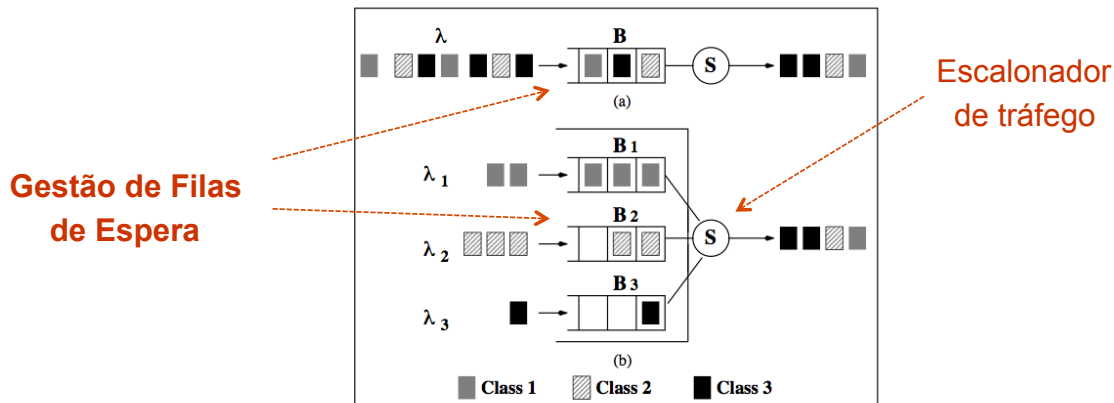 λ
B
S
(a)
Escalonador
de tráfego
Gestão de Filas
de Espera
λ 1
B 1
λ 2
B 2
S
λ 3
B 3
(b)
Class 1
Class 2
Class 3